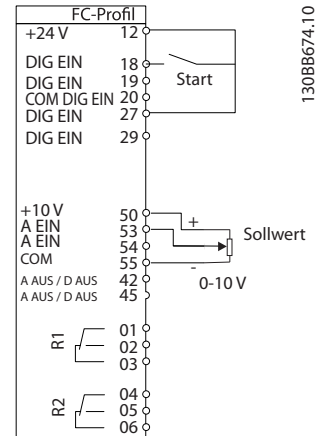 FC-Profil
+24 V 12
DIG EIN 18
DIG EIN 19
COM DIG EIN 20
DIG EIN 27
DIG EIN 29
Start
+10 V 50
A EIN 53
A EIN 54
COM 55
A AUS / D AUS 42
A AUS / D AUS 45
+
-
Sollwert
0-10 V
R1
01
02
03
R2
04
05
06
130BB674.10